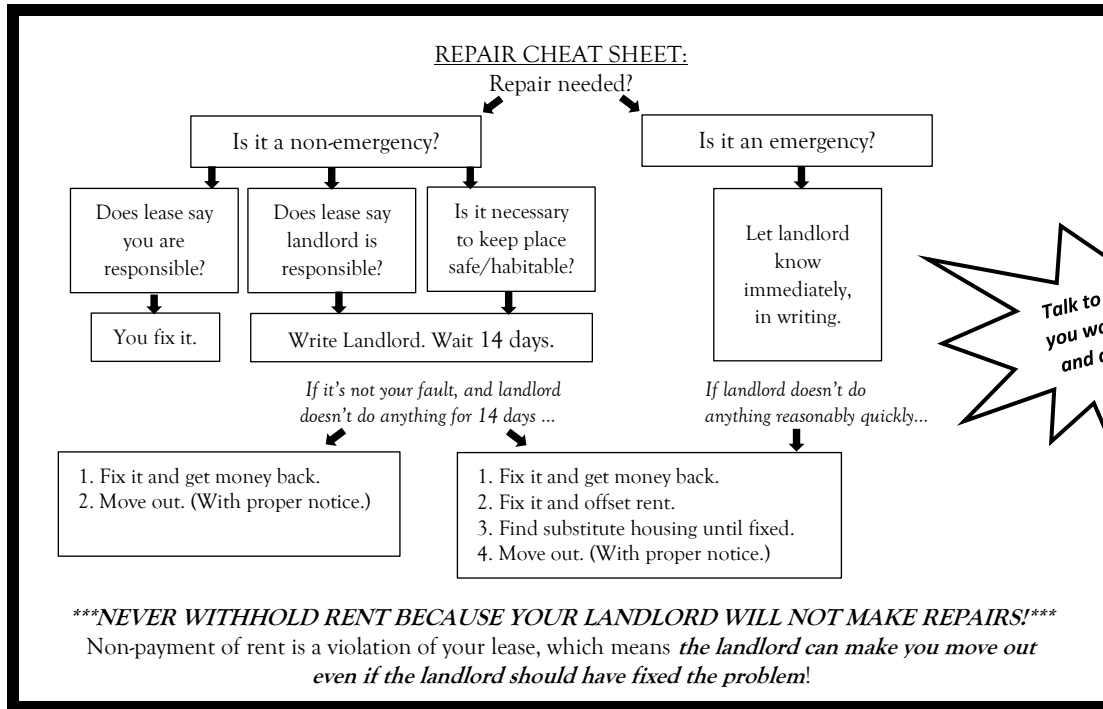 REPAIR CHEAT SHEET:
Repair needed?
Is it a non-emergency?
Is it an emergency?
Does lease say
you are
responsible?
Does lease say
landlord is
responsible?
Is it necessary
to keep place
safe/habitable?
Let landlord
know
immediately,
in writing.
You fix it.
Write Landlord. Wait 14 days.
Talk to
you
and
If it's not your fault, and landlord
doesn't do anything for 14 days ...
If landlord doesn't do
anything reasonably quickly...
1. Fix it and get money back.
2. Move out. (With proper notice.)
1. Fix it and get money back.
2. Fix it and offset rent.
3. Find substitute housing until fixed.
4. Move out. (With proper notice.)
***NEVER WITHHOLD RENT BECAUSE YOUR LANDLORD WILL NOT MAKE REPAIRS!***
Non-payment of rent is a violation of your lease, which means the landlord can make you move out
even if the landlord should have fixed the problem!